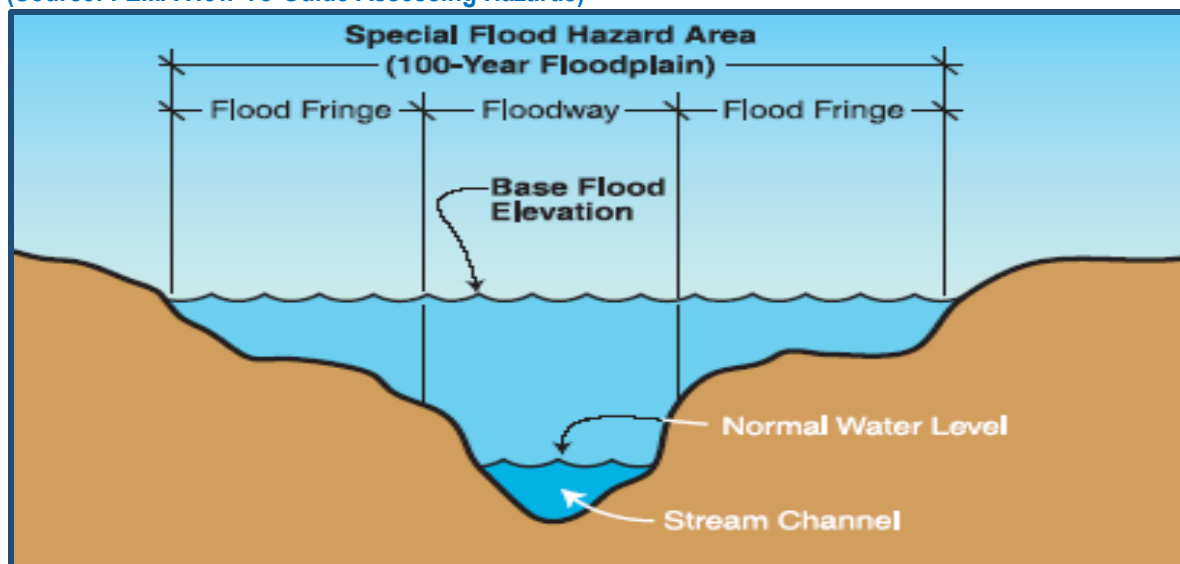 Special Flood Hazard Area
(100-Year Floodplain)
Flood Fringe
Floodway
Flood Fringe
Base Flood
Elevation
Normal Water Level
Stream Channel